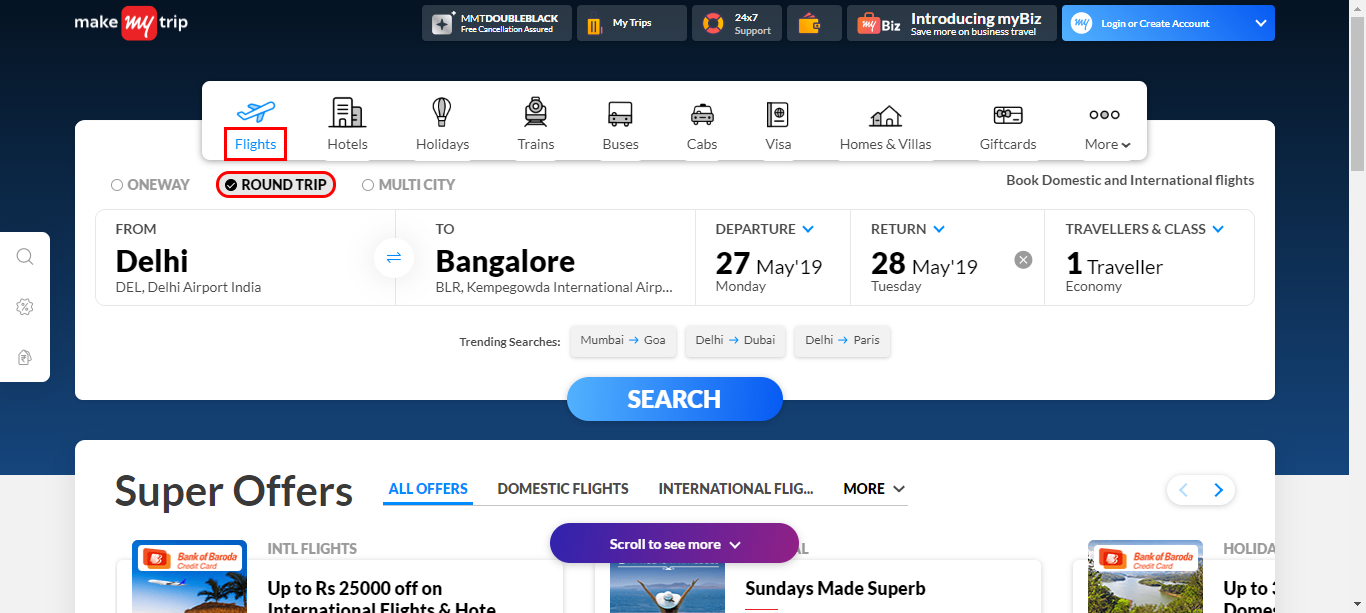 make my trip
MMTDOUBLEBLACK
Free Cancellation Assured
My Trips
24x7
Support
my Biz
Introducing myBiz
Save more on business travel
my
Login or Create Account
Flights
Hotels
Holidays
Trains
Buses
Cabs
Visa
Homes & Villas
Giftcards
More
ONEWAY
ROUND TRIP
MULTI CITY
Book Domestic and International flights
FROM
Delhi
DEL, Delhi Airport India
TO
Bangalore
BLR, Kempegowda International Airp...
DEPARTURE
27 May'19
Monday
RETURN
28 May'19
Tuesday
TRAVELLERS & CLASS
1 Traveller
Economy
Trending Searches:
Mumbai → Goa
Delhi → Dubai
Delhi → Paris
SEARCH
Super Offers
ALL OFFERS
DOMESTIC FLIGHTS
INTERNATIONAL FLIG...
MORE
Scroll to see more
Bank of Baroda
Credit Card
INTL FLIGHTS
Up to Rs 25000 off on
International Flights & Hote
Sundays Made Superb
Bank of Baroda
Credit Card
HOLIDA
Up to
Dome